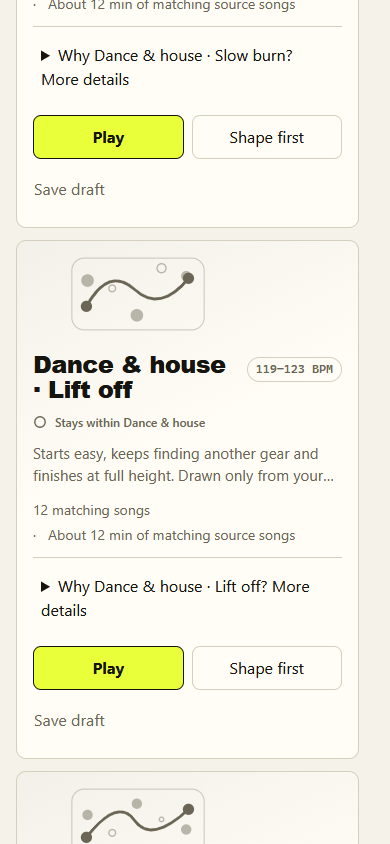 · About 12 min of matching source songs
▶ Why Dance & house · Slow burn?
More details
Play
Shape first
Save draft
Dance & house
· Lift off
119–123 BPM
Stays within Dance & house
Starts easy, keeps finding another gear and
finishes at full height. Drawn only from your…
12 matching songs
· About 12 min of matching source songs
▶ Why Dance & house · Lift off? More
details
Play
Shape first
Save draft